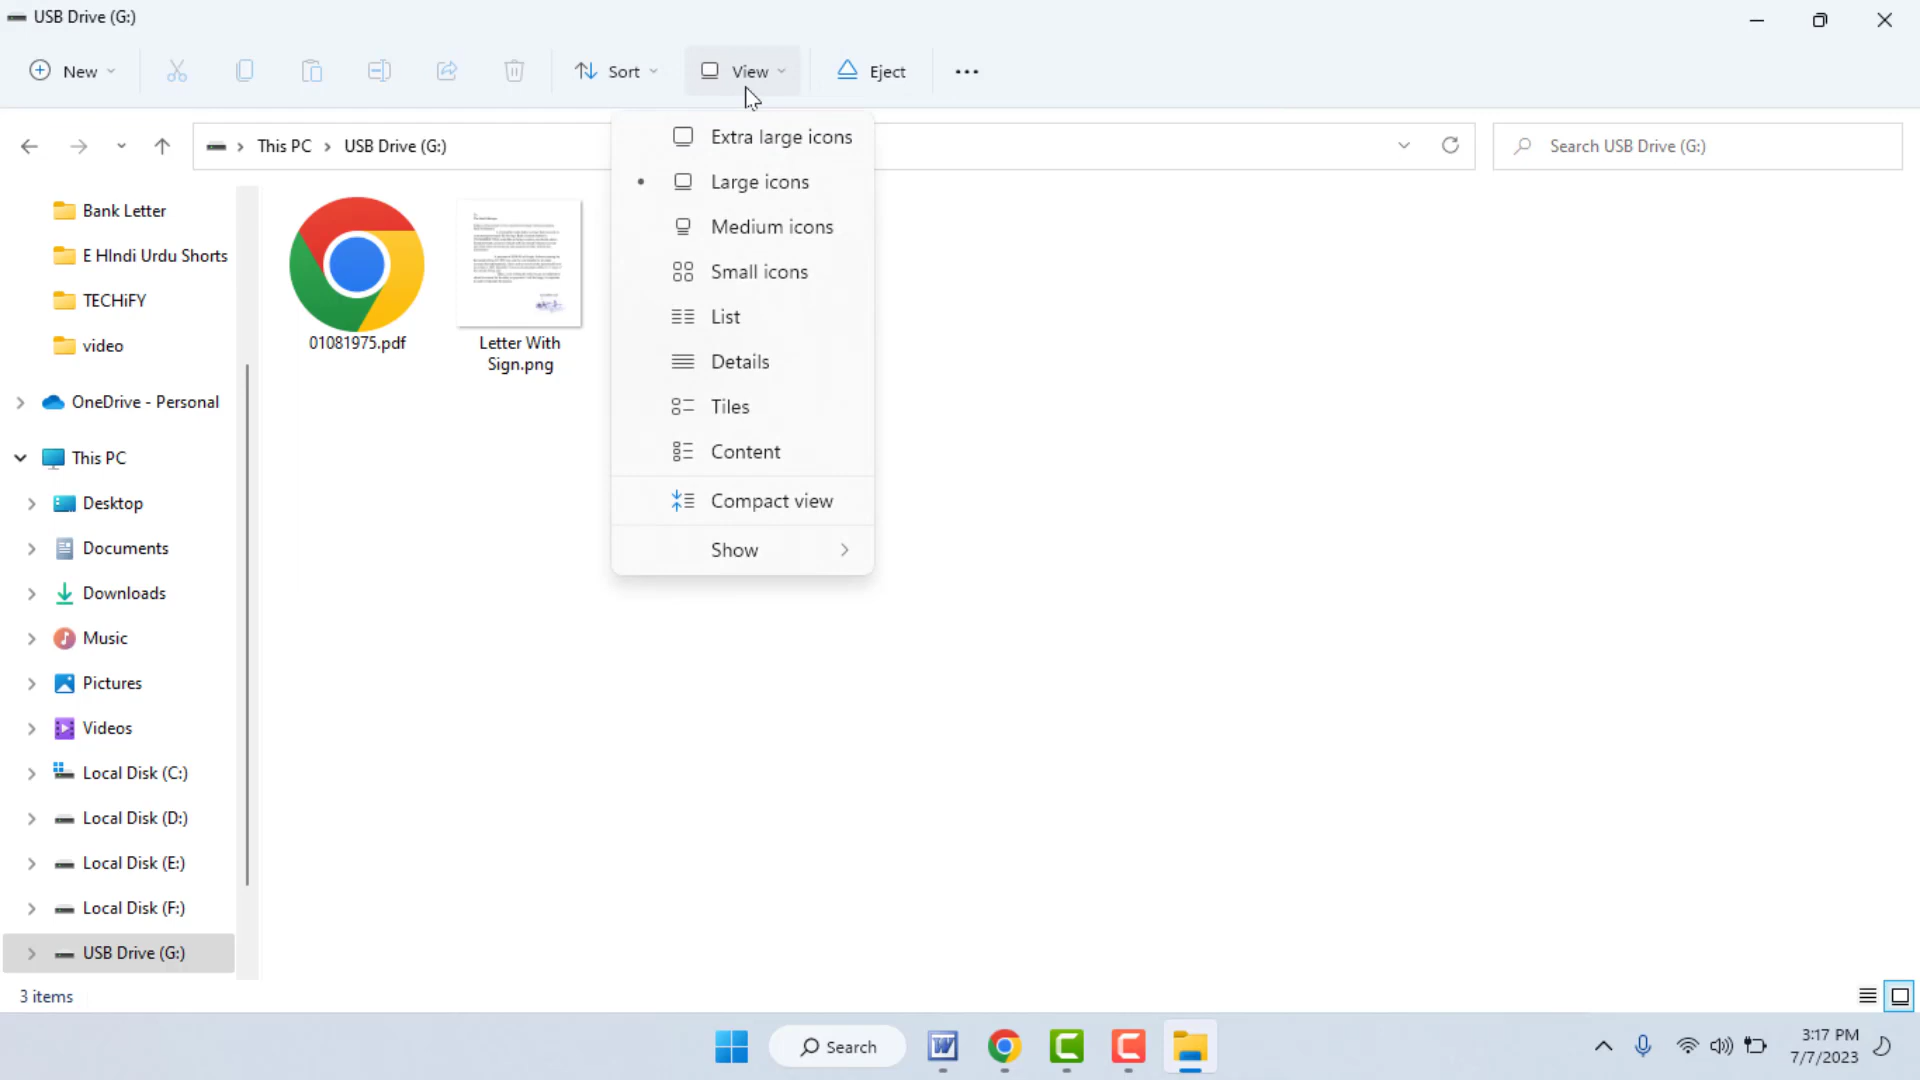 USB Drive (G:)
New
Sort
View
Eject
This PC
USB Drive (G:)
Search USB Drive (G:)
Extra large icons
Large icons
Medium icons
Small icons
List
Details
Tiles
Content
Compact view
Show
Bank Letter
E HIndi Urdu Shorts
TECHiFY
video
OneDrive - Personal
This PC
Desktop
Documents
Downloads
Music
Pictures
Videos
Local Disk (C:)
Local Disk (D:)
Local Disk (E:)
Local Disk (F:)
USB Drive (G:)
01081975.pdf
Letter With
Sign.png
3 items
Search
3:17 PM
7/7/2023